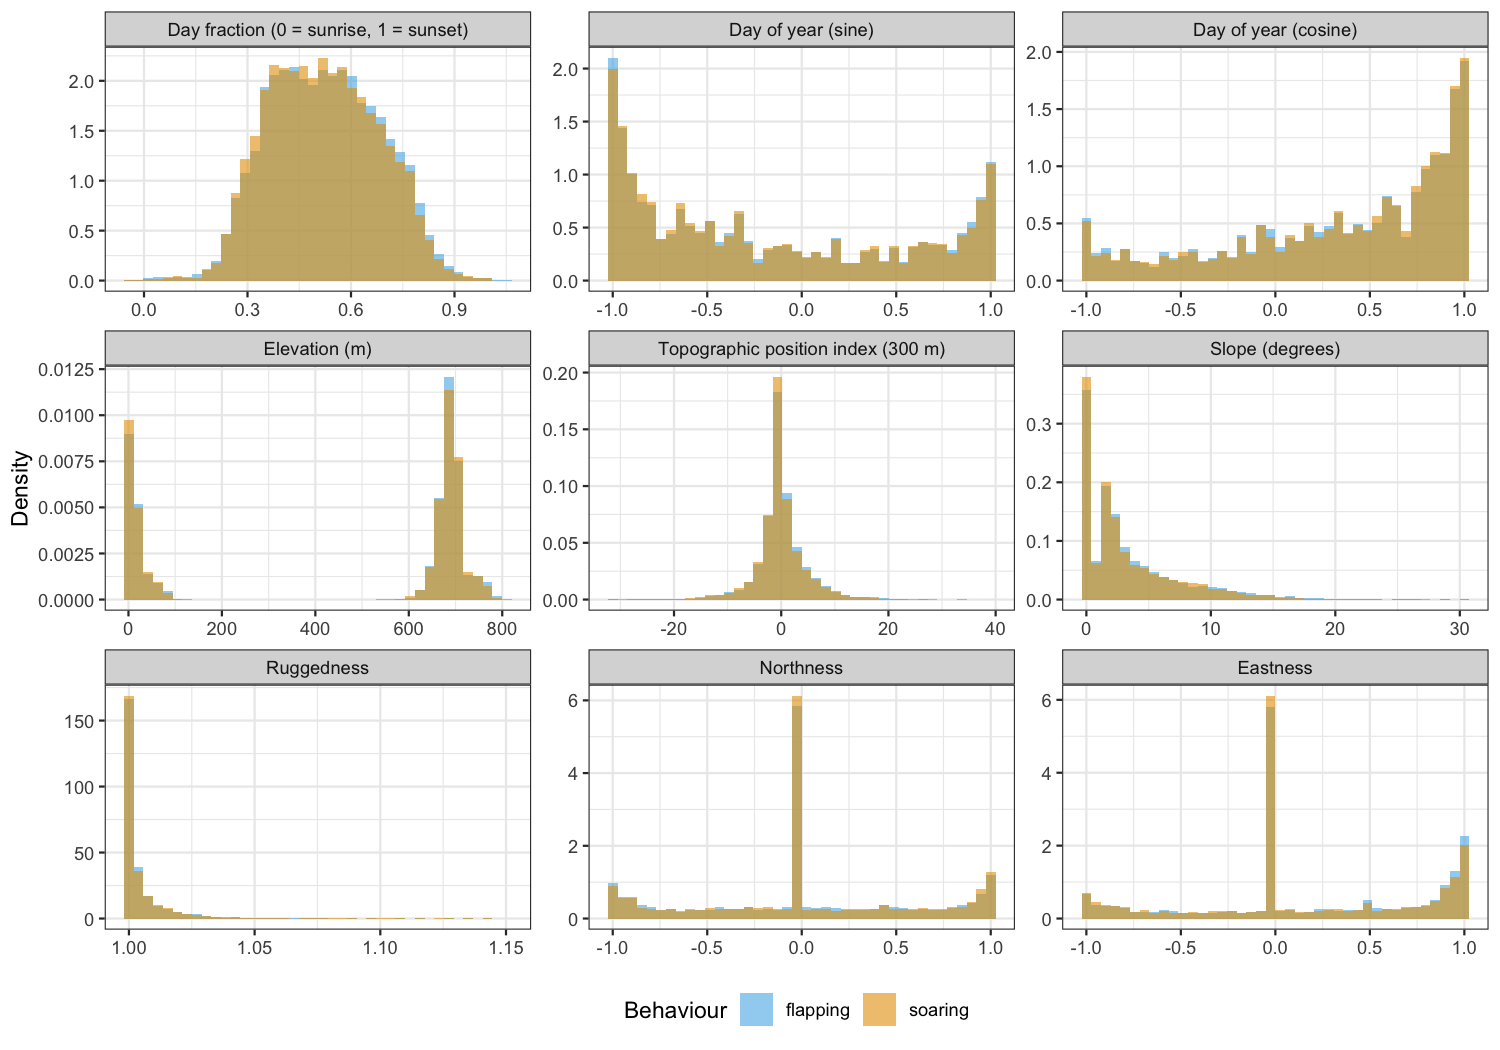 Day fraction (0 = sunrise, 1 = sunset)
Day of year (sine)
Day of year (cosine)
2.0
1.5
1.0
0.5
0.0
0.0 0.3 0.6 0.9
2.0
1.5
1.0
0.5
0.0
-1.0 -0.5 0.0 0.5 1.0
2.0
1.5
1.0
0.5
0.0
-1.0 -0.5 0.0 0.5 1.0
Density
Elevation (m)
Topographic position index (300 m)
Slope (degrees)
0.0125
0.0100
0.0075
0.0050
0.0025
0.0000
0 200 400 600 800
0.20
0.15
0.10
0.05
0.00
-20 0 20 40
0.3
0.2
0.1
0.0
0 10 20 30
Ruggedness
Northness
Eastness
150
100
50
0
1.00 1.05 1.10 1.15
6
4
2
0
-1.0 -0.5 0.0 0.5 1.0
6
4
2
0
-1.0 -0.5 0.0 0.5 1.0
Behaviour flapping soaring